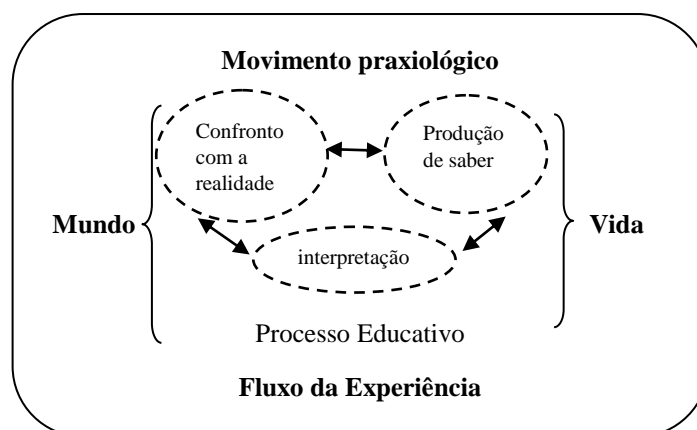 Movimento praxiológico
Confronto
com a
realidade
Produção
de saber
Mundo
Vida
interpretação
Processo Educativo
Fluxo da Experiência